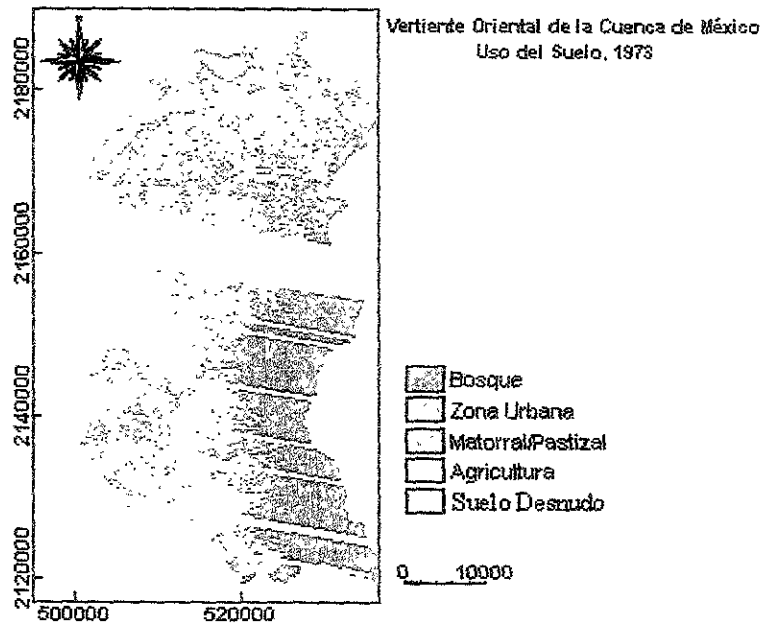 Vertiente Oriental de la Cuenca de México
Uso del Suelo, 1973
2180000
2160000
2140000
2120000
500000
520000
Bosque
Zona Urbana
Matorral/Pastizal
Agricultura
Suelo Desnudo
0 10000